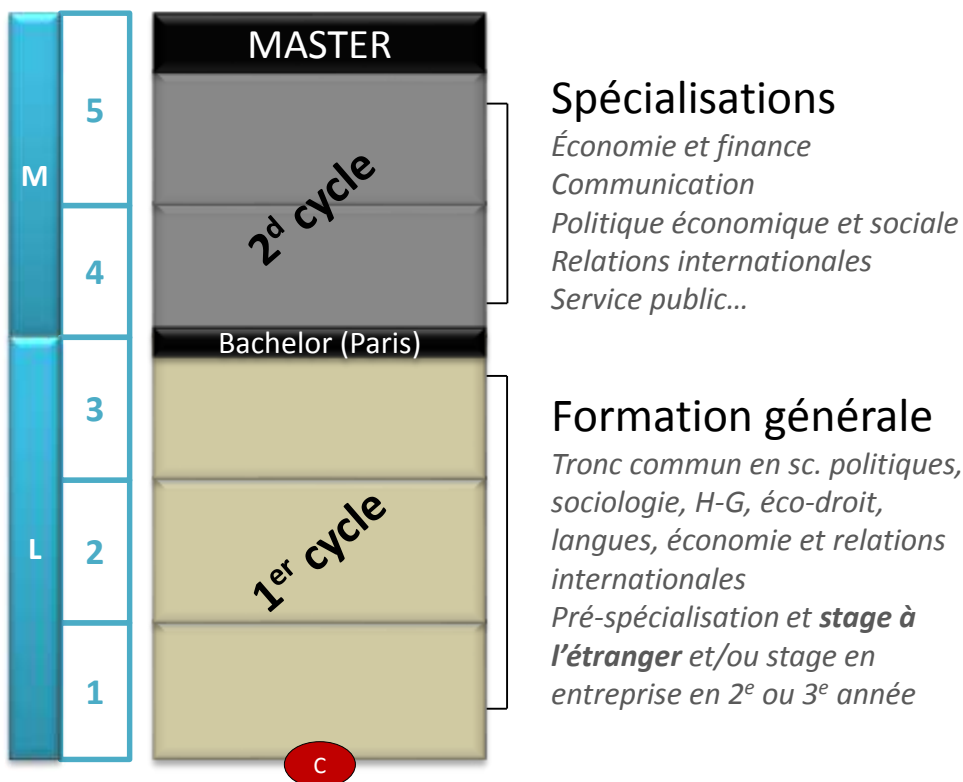 MASTER
5
M
2d cycle
4
Spécialisations
Économie et finance
Communication
Politique économique et sociale
Relations internationales
Service public…
Bachelor (Paris)
3
L
2
1er cycle
1
Formation générale
Tronc commun en sc. politiques,
sociologie, H-G, éco-droit,
langues, économie et relations
internationales
Pré-spécialisation et stage à
l’étranger et/ou stage en
entreprise en 2e ou 3e année
C